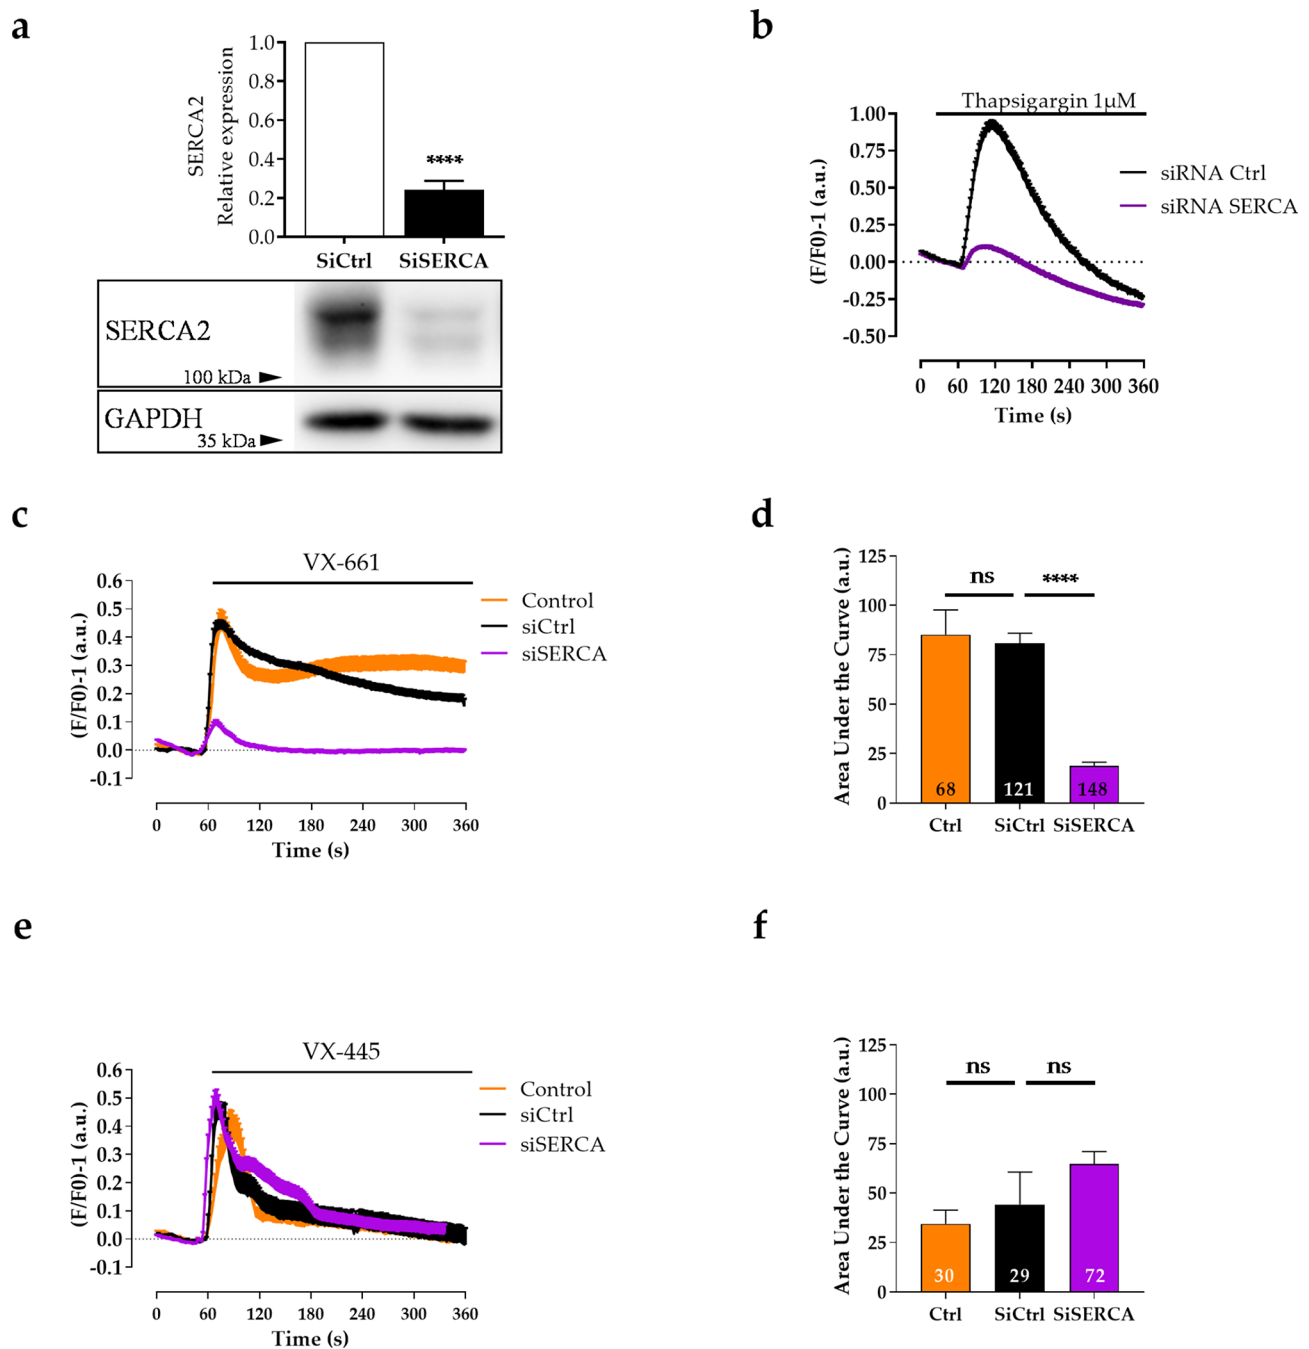 a
SERCA2
Relative expression
1.0
0.8
0.6
0.4
0.2
0.0
****
SiCtrl SiSERCA
SERCA2
100 kDa
GAPDH
35 kDa
b
Thapsigargin 1µM
(F/F0)-1 (a.u.)
1.00
0.75
0.50
0.25
0.00
-0.25
-0.50
siRNA Ctrl
siRNA SERCA
0 60 120 180 240 300 360
Time (s)
c
VX-661
(F/F0)-1 (a.u.)
0.6
0.5
0.4
0.3
0.2
0.1
0.0
-0.1
Control
siCtrl
siSERCA
0 60 120 180 240 300 360
Time (s)
d
Area Under the Curve (a.u.)
125
100
75
50
25
0
ns ****
68 121 148
Ctrl SiCtrl SiSERCA
e
VX-445
(F/F0)-1 (a.u.)
0.6
0.5
0.4
0.3
0.2
0.1
0.0
-0.1
Control
siCtrl
siSERCA
0 60 120 180 240 300 360
Time (s)
f
Area Under the Curve (a.u.)
125
100
75
50
25
0
ns ns
30 29 72
Ctrl SiCtrl SiSERCA